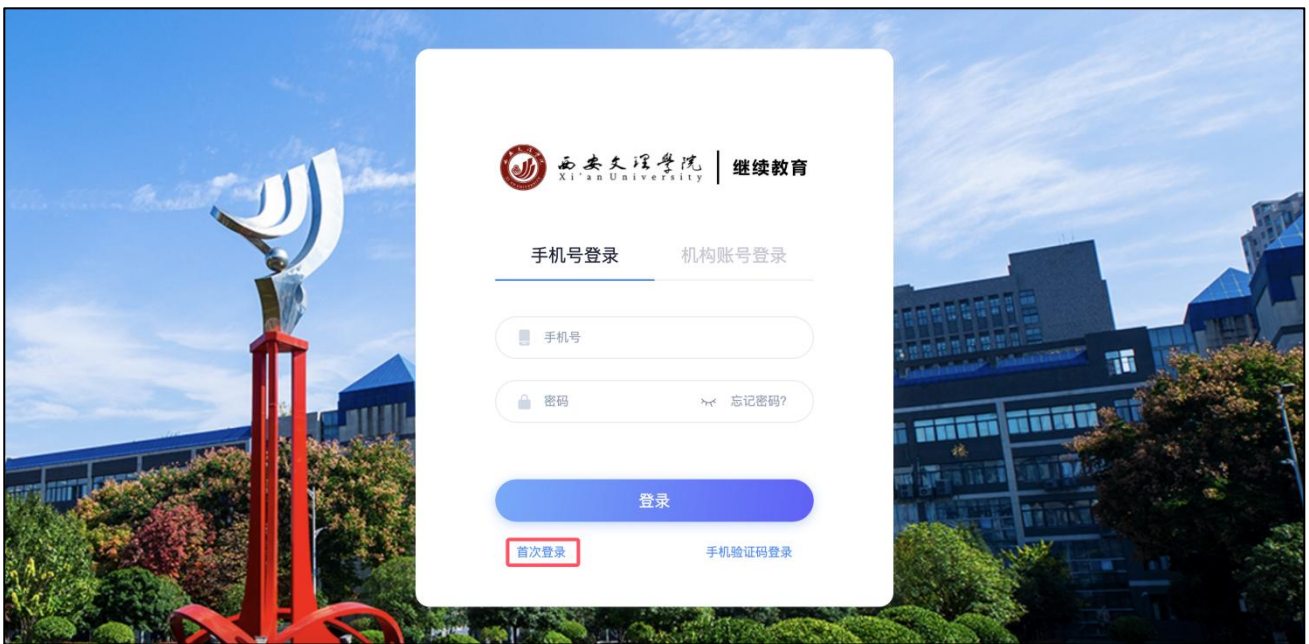 西安文理学院
Xi'an University
继续教育
手机号登录 机构账号登录
手机号
密码 忘记密码?
登录
首次登录 手机验证码登录